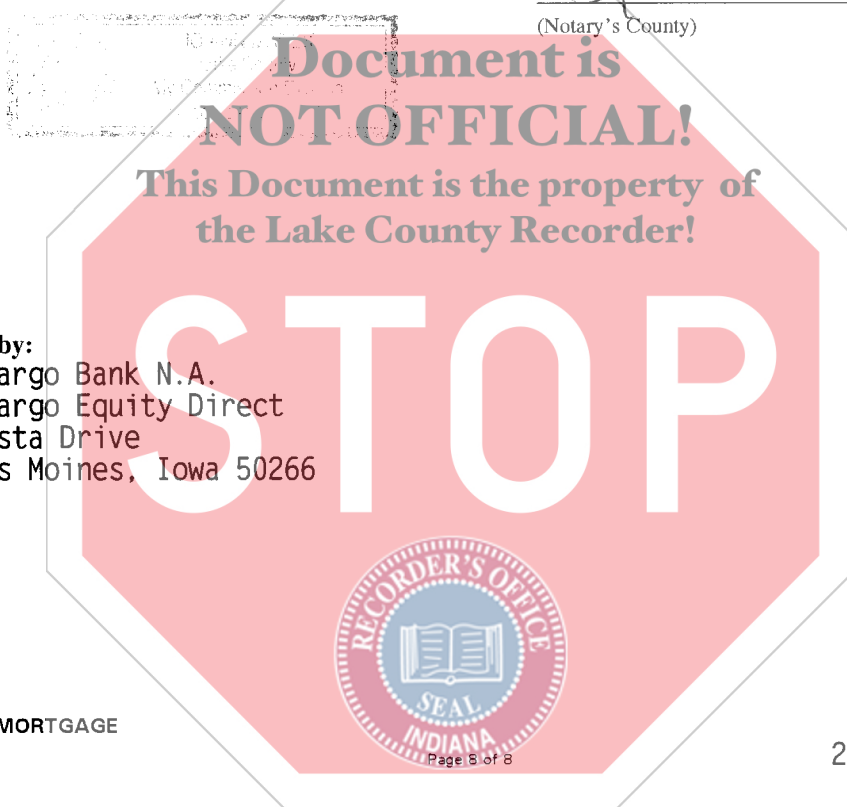 (Notary's County)
Document is
NOT OFFICIAL!
This Document is the property of
the Lake County Recorder!
STOP
by:
argo Bank N.A.
argo Equity Direct
sta Drive
s Moines, Iowa 50266
RECORDER'S OFFICE
SEAL
INDIANA
MORTGAGE
Page 8 of 8
2